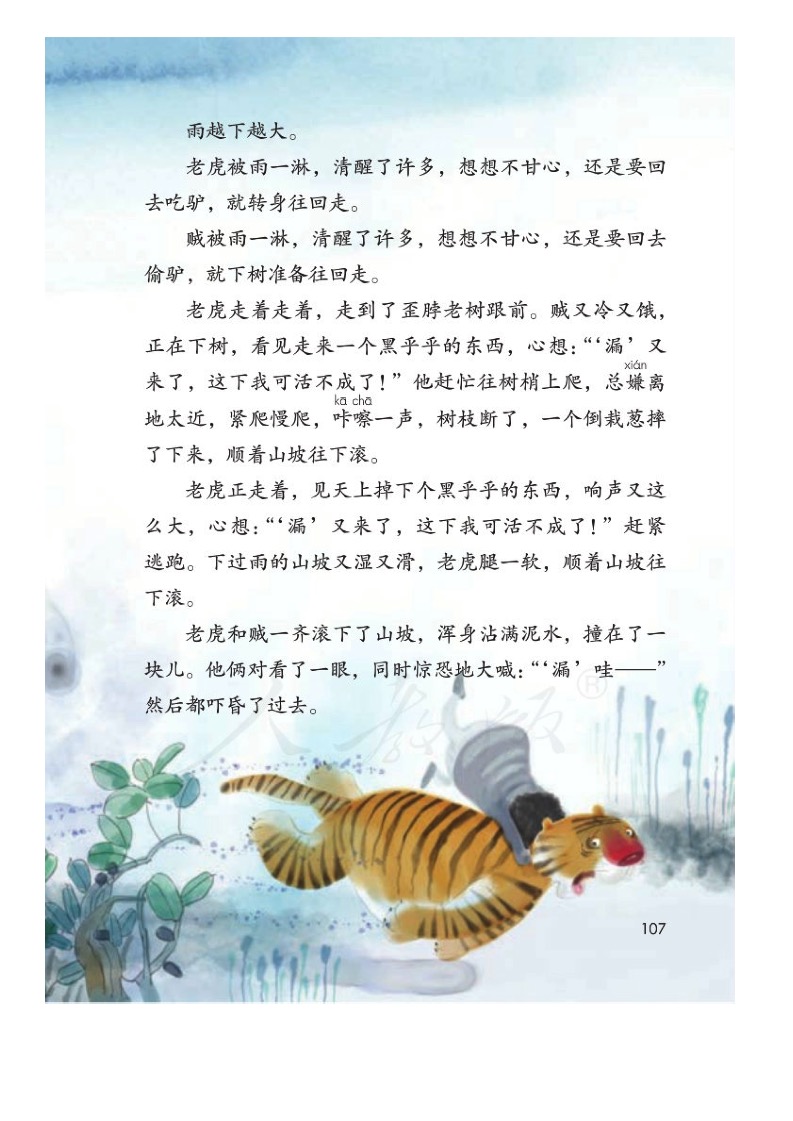 雨越下越大。
老虎被雨一淋，清醒了许多，想想不甘心，还是要回
去吃驴，就转身往回走。
贼被雨一淋，清醒了许多，想想不甘心，还是要回去
偷驴，就下树准备往回走。
老虎走着走着，走到了歪脖老树跟前。贼又冷又饿，
正在下树，看见走来一个黑乎乎的东西，心想：“‘漏’又
xián
来了，这下我可活不成了！”他赶忙往树梢上爬，总嫌离
kā chā
地太近，紧爬慢爬，咔嚓一声，树枝断了，一个倒栽葱摔
了下来，顺着山坡往下滚。
老虎正走着，见天上掉下个黑乎乎的东西，响声又这
么大，心想：“‘漏’又来了，这下我可活不成了！”赶紧
逃跑。下过雨的山坡又湿又滑，老虎腿一软，顺着山坡往
下滚。
老虎和贼一齐滚下了山坡，浑身沾满泥水，撞在了一
块儿。他俩对看了一眼，同时惊恐地大喊：“‘漏’哇——”
然后都吓昏了过去。
人教版®
107